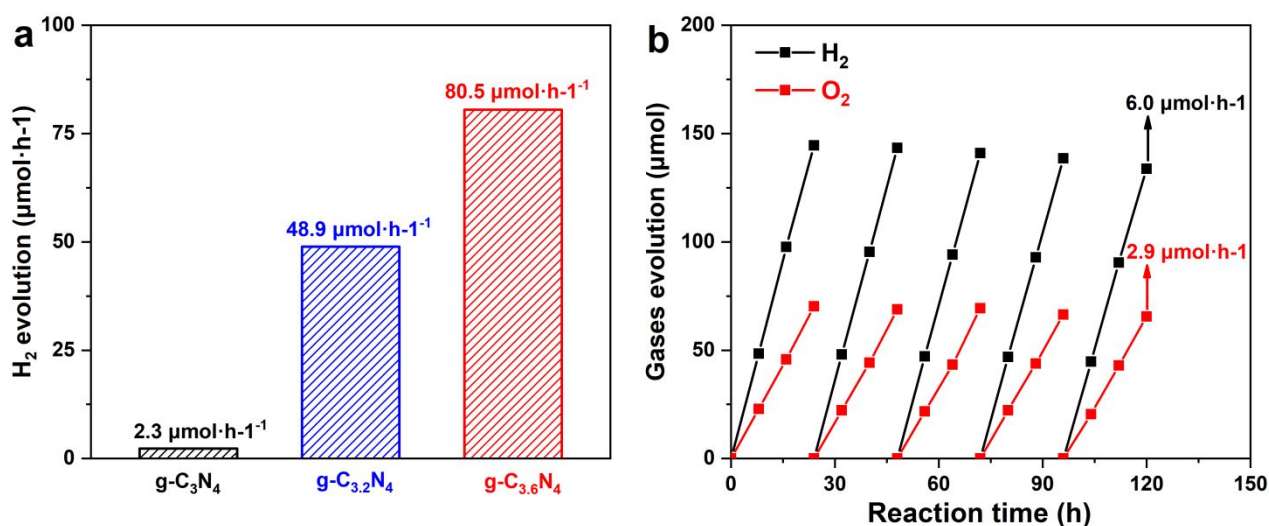 a
100
75
50
25
0
H₂ evolution (μmol·h-1)
2.3 μmol·h-1⁻¹
48.9 μmol·h-1⁻¹
80.5 μmol·h-1⁻¹
g-C₃N₄
g-C₃.₂N₄
g-C₃.₆N₄
b
200
150
100
50
0
Gases evolution (μmol)
H₂
O₂
6.0 μmol·h-1
2.9 μmol·h-1
0
30
60
90
120
150
Reaction time (h)